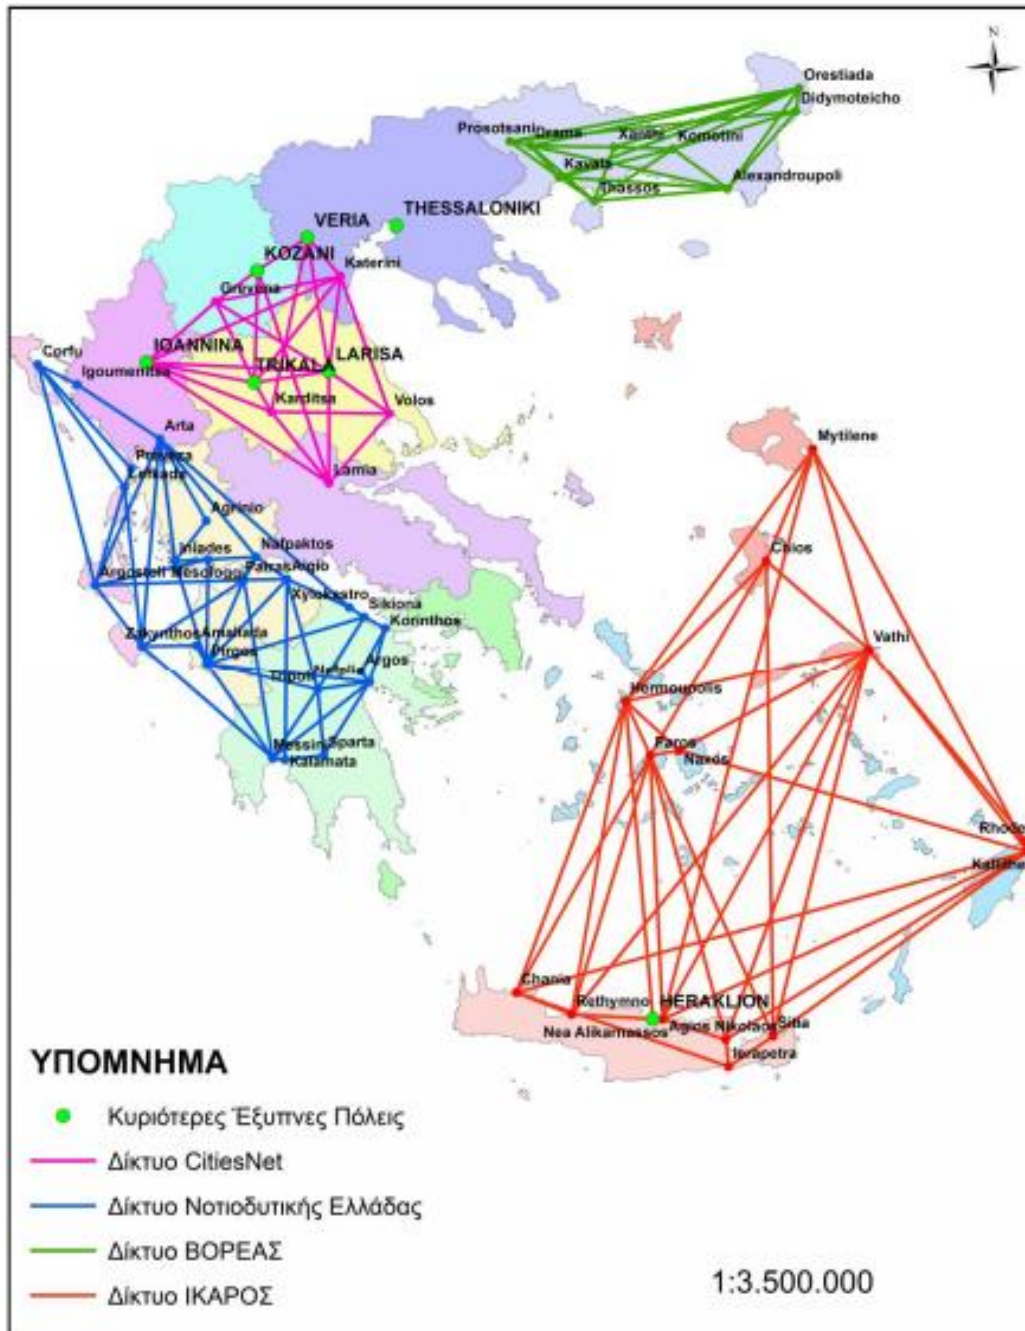 N
Orestiada
Didymoteicho
Prosotsani
Drama
Xanthi
Komotini
Kavala
Alexandroupoli
Thassos
THESSALONIKI
VERIA
KOZANI
Katerini
Grevena
IOANNINA
LARISA
TRIKALA
Corfu
Igoumenitsa
Karditsa
Volos
Arta
Mytilene
Preveza
Lefkada
Lamia
Agrinio
Chios
Nafpaktos
Iniades
Argostoli
Mesologgi
Patras
Aigio
Xylokastro
Sikiona
Korinthos
Zakynthos
Amaliada
Pirgos
Vathi
Argos
Nafplio
Tripoli
Hermoupolis
Messini
Sparta
Kalamata
Faros
Naxos
Rhodes
Chania
Rethymno
HERAKLION
Nea Alikarnassos
Agios Nikolaos
Sitia
Ierapetra
ΥΠΟΜΝΗΜΑ
Κυριότερες Έξυπνες Πόλεις
Δίκτυο CitiesNet
Δίκτυο Νοτιοδυτικής Ελλάδας
Δίκτυο ΒΟΡΕΑΣ
Δίκτυο ΙΚΑΡΟΣ
1:3.500.000